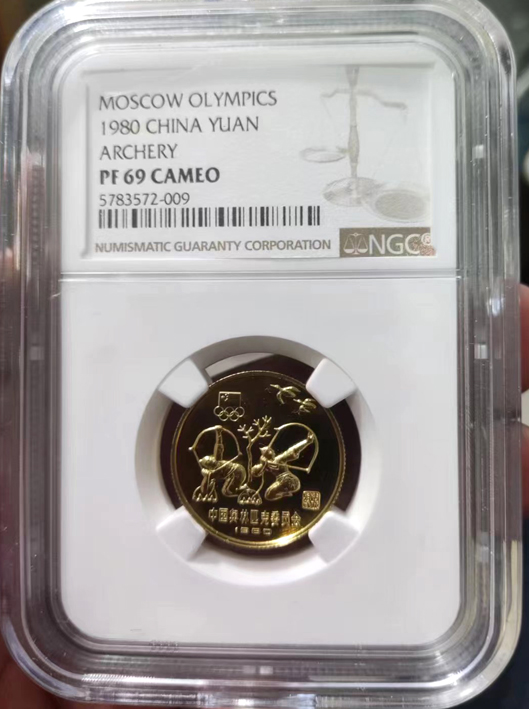 MOSCOW OLYMPICS
1980 CHINA YUAN
ARCHERY
PF 69 CAMEO
5783572-009
NUMISMATIC GUARANTY CORPORATION
NGC
中国奥林匹克委员会
1980